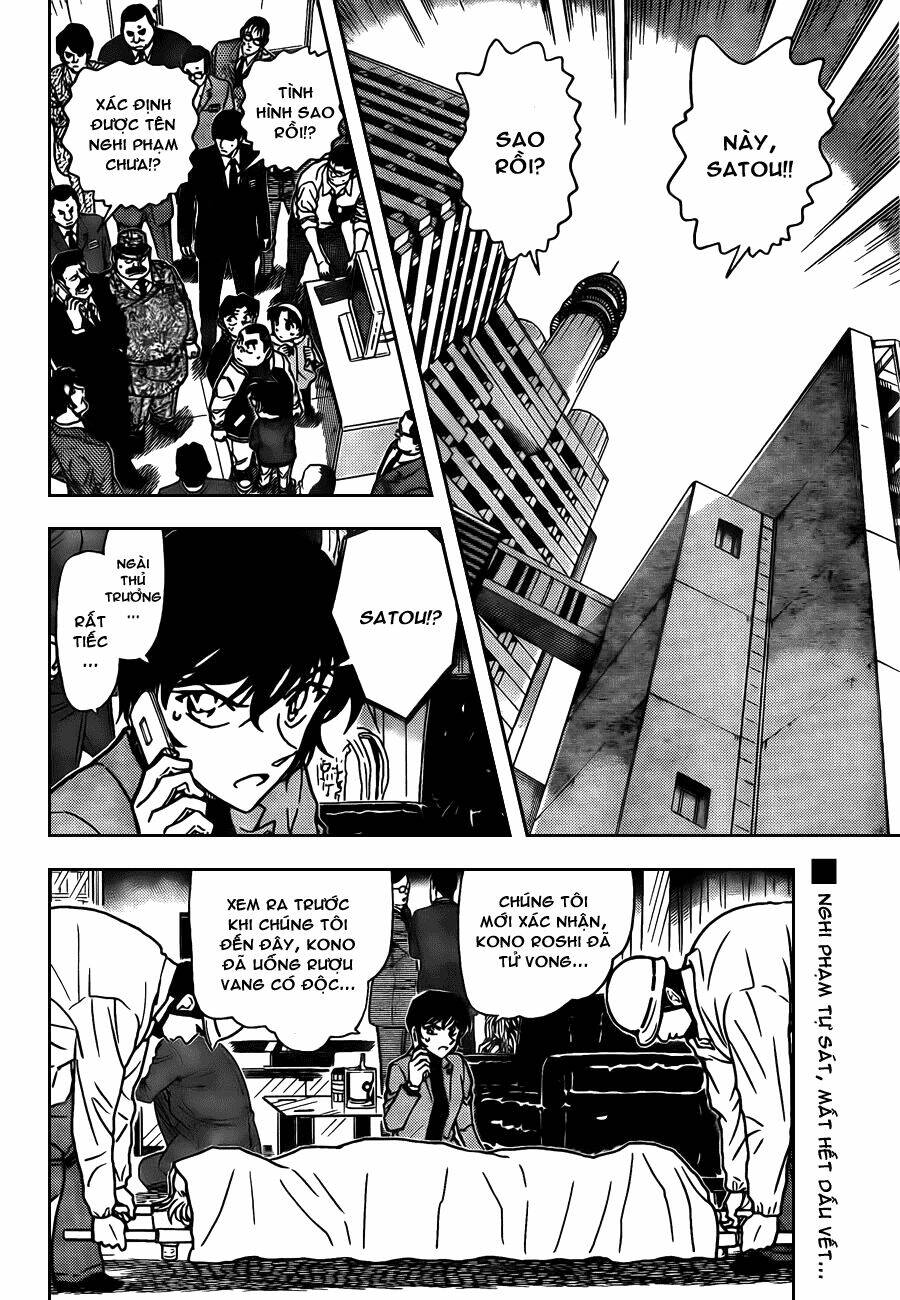 NÀY,
SATOU!!
SAO
RỒI?
TÌNH
HÌNH SAO
RỒI!?
XÁC ĐỊNH
ĐƯỢC TÊN
NGHI PHẠM
CHƯA!?
SATOU!?
NGÀI
THỦ
TRƯỞNG
...
RẤT
TIẾC
...
CHÚNG TÔI
MỚI XÁC NHẬN,
KONO ROSHI ĐÃ
TỬ VONG...
XEM RA TRƯỚC
KHI CHÚNG TÔI
ĐẾN ĐÂY, KONO
ĐÃ UỐNG RƯỢU
VANG CÓ ĐỘC...
NGHI PHẠM TỰ SÁT, MẤT HẾT DẤU VẾT...